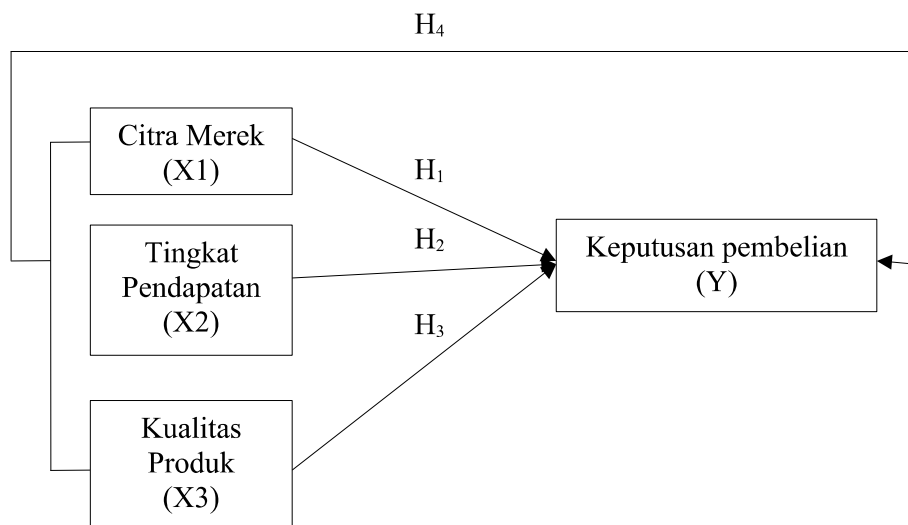 H₄
Citra Merek
(X1)
H₁
Tingkat
Pendapatan
(X2)
H₂
Keputusan pembelian
(Y)
H₃
Kualitas
Produk
(X3)